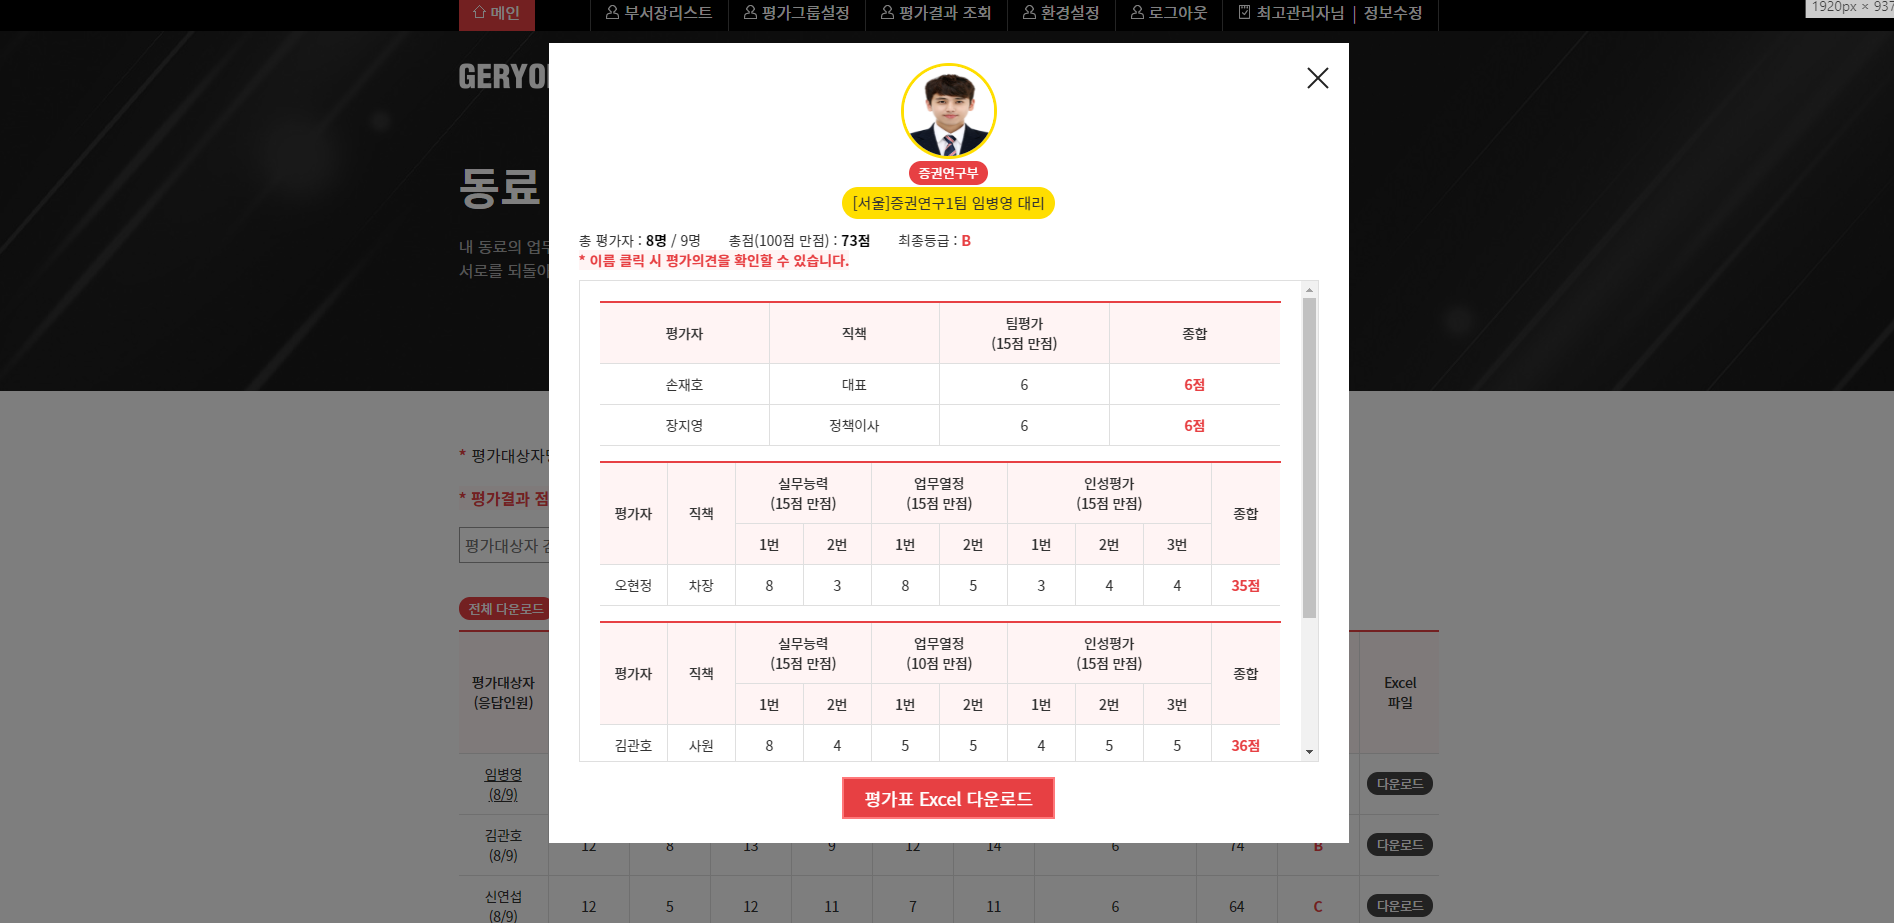 메인
부서장리스트
평가그룹설정
평가결과 조회
환경설정
로그아웃
최고관리자님 | 정보수정
1920px × 937
GERYO
동료
내 동료의 업무
서로를 되돌아
* 평가대상자명
* 평가결과 점
평가대상자 검
전체 다운로드
평가대상자
(응답인원)
Excel
파일
임병영
(8/9)
다운로드
김관호
(8/9)
12 8 13 9 12 14 6 74 B 다운로드
신연섭
(8/9)
12 5 12 11 7 11 6 64 C 다운로드
증권연구부
[서울]증권연구1팀 임병영 대리
총 평가자 : 8명 / 9명 총점(100점 만점) : 73점 최종등급 : B
* 이름 클릭 시 평가의견을 확인할 수 있습니다.
평가자 직책 팀평가 종합
(15점 만점)
손재호 대표 6 6점
장지영 정책이사 6 6점
평가자 직책 실무능력 업무열정 인성평가 종합
(15점 만점) (15점 만점) (15점 만점)
1번 2번 1번 2번 1번 2번 3번
오현정 차장 8 3 8 5 3 4 4 35점
평가자 직책 실무능력 업무열정 인성평가 종합
(15점 만점) (10점 만점) (15점 만점)
1번 2번 1번 2번 1번 2번 3번
김관호 사원 8 4 5 5 4 5 5 36점
평가표 Excel 다운로드